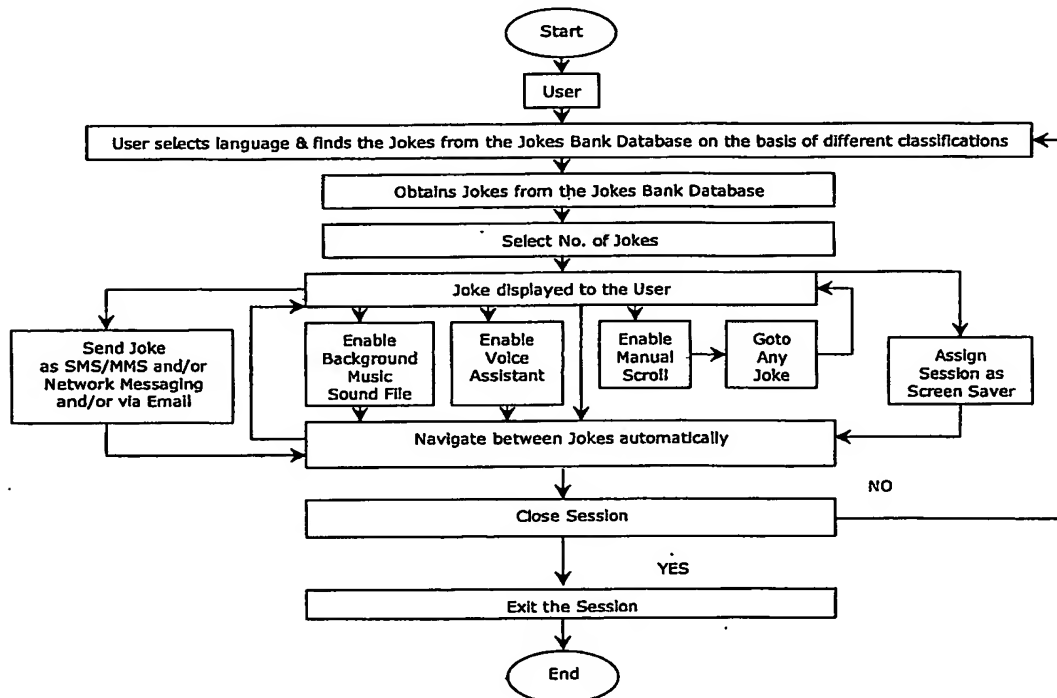 Start
User
User selects language & finds the Jokes from the Jokes Bank Database on the basis of different classifications
Obtains Jokes from the Jokes Bank Database
Select No. of Jokes
Joke displayed to the User
Send Joke
as SMS/MMS and/or
Network Messaging
and/or via Email
Enable
Background
Music
Sound File
Enable
Voice
Assistant
Enable
Manual
Scroll
Goto
Any
Joke
Assign
Session as
Screen Saver
Navigate between Jokes automatically
NO
Close Session
YES
Exit the Session
End